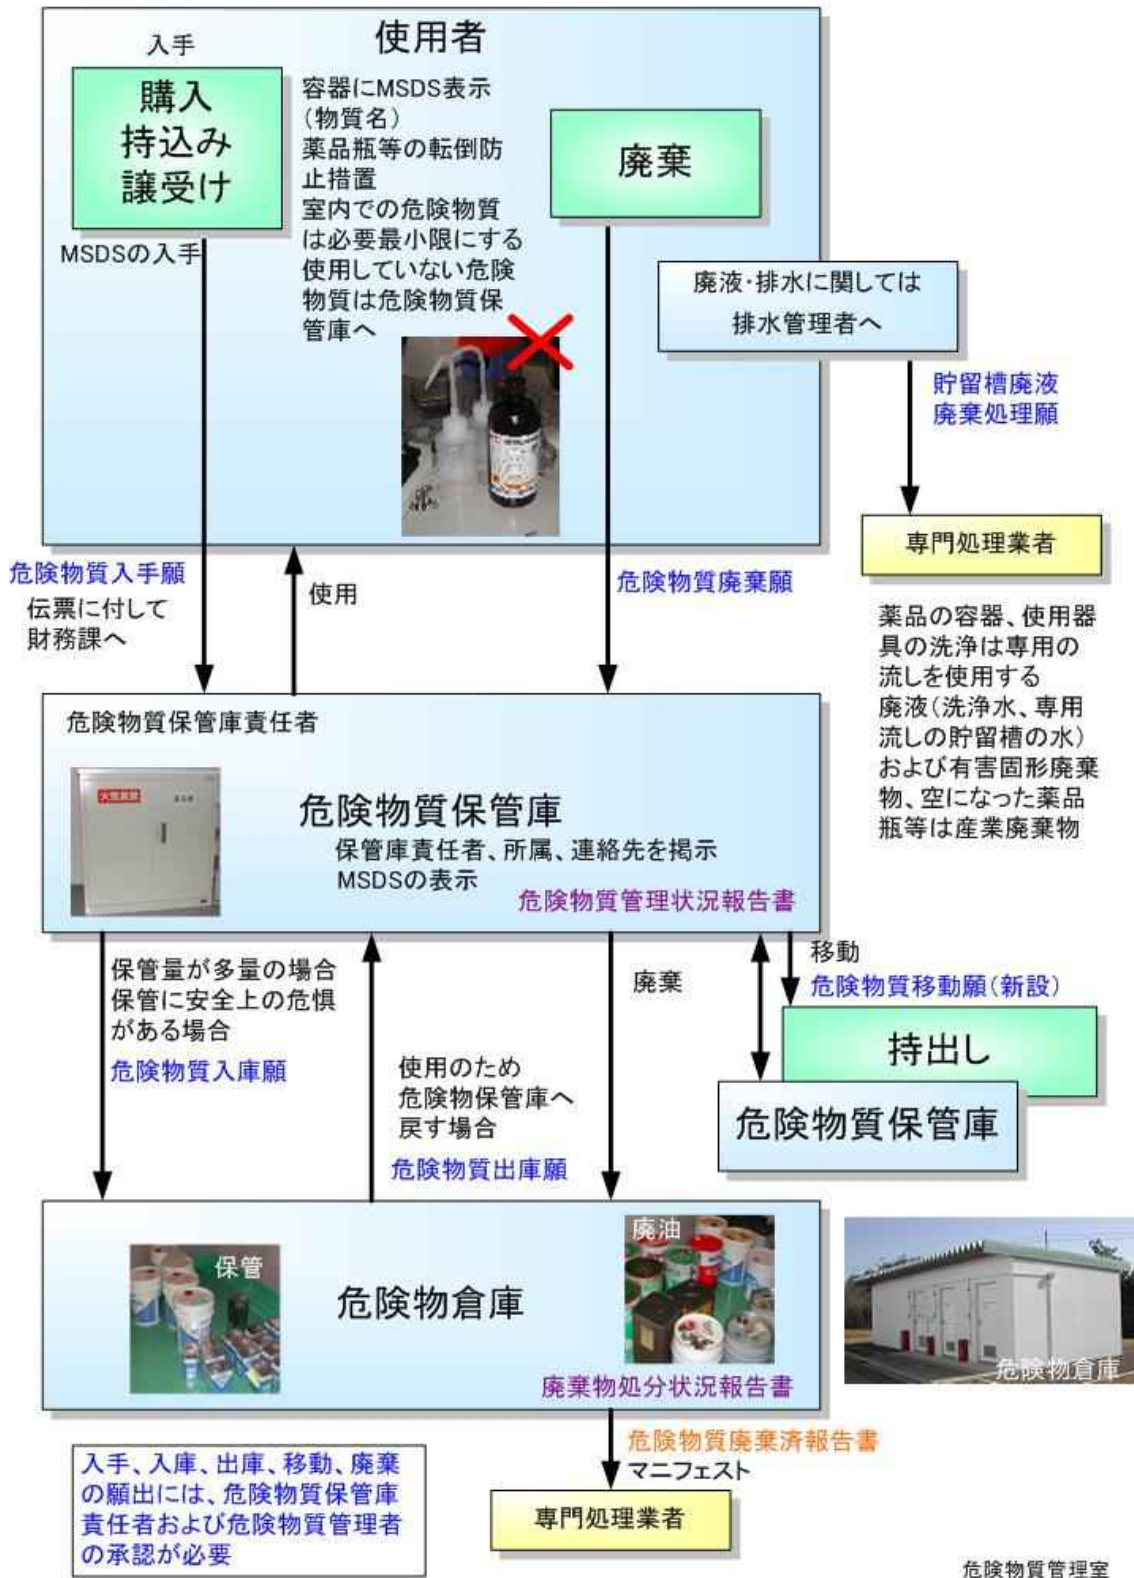 使用者
入手
購入
持込み
譲受け
MSDSの入手
容器にMSDS表示
（物質名）
薬品瓶等の転倒防
止措置
室内での危険物質
は必要最小限にする
使用していない危険
物質は危険物質保
管庫へ
廃棄
廃液・排水に関しては
排水管理者へ
貯留槽廃液
廃棄処理願
専門処理業者
薬品の容器、使用器
具の洗浄は専用の
流しを使用する
廃液（洗浄水、専用
流しの貯留槽の水）
および有害固形廃棄
物、空になった薬品
瓶等は産業廃棄物
危険物質入手願
伝票に付して
財務課へ
使用
危険物質廃棄願
危険物質保管庫責任者
危険物質保管庫
保管庫責任者、所属、連絡先を掲示
MSDSの表示
危険物質管理状況報告書
保管量が多量の場合
保管に安全上の危惧
がある場合
危険物質入庫願
使用のため
危険物保管庫へ
戻す場合
危険物質出庫願
廃棄
移動
危険物質移動願（新設）
持出し
危険物質保管庫
保管
危険物倉庫
廃油
廃棄物処分状況報告書
危険物倉庫
危険物質廃棄済報告書
マニフェスト
専門処理業者
入手、入庫、出庫、移動、廃棄
の願出には、危険物質保管庫
責任者および危険物質管理者
の承認が必要
危険物質管理室